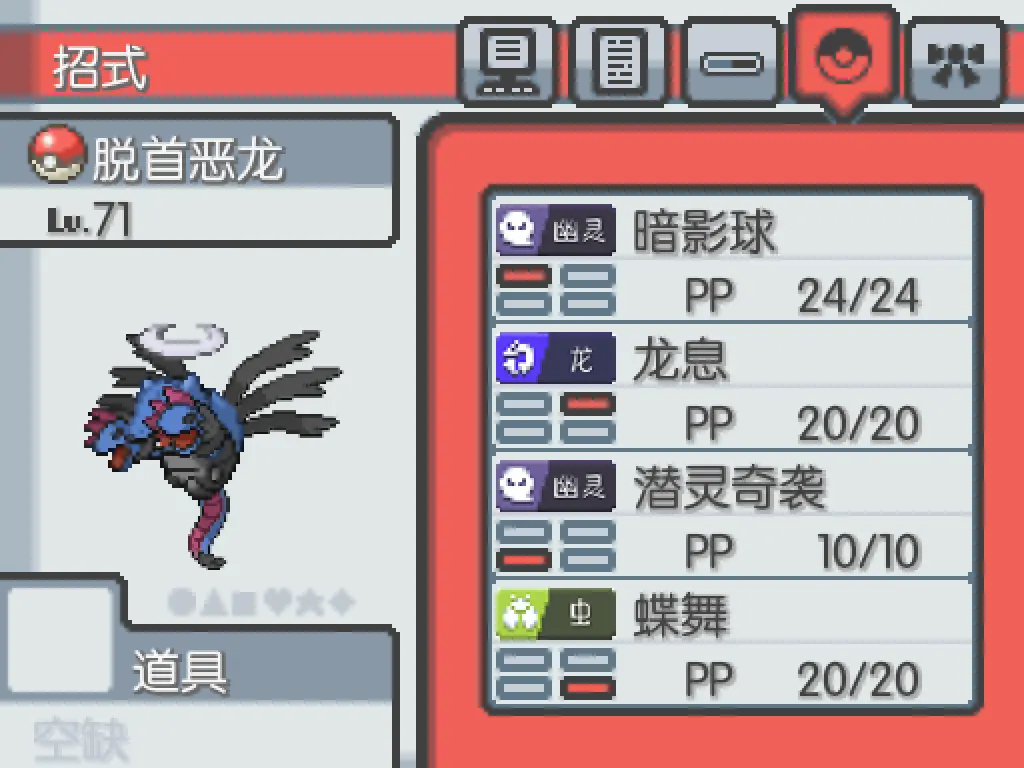 招式
脱首恶龙
Lv.71
幽灵 暗影球
PP 24/24
龙 龙息
PP 20/20
幽灵 潜灵奇袭
PP 10/10
虫 蝶舞
PP 20/20
道具
空缺